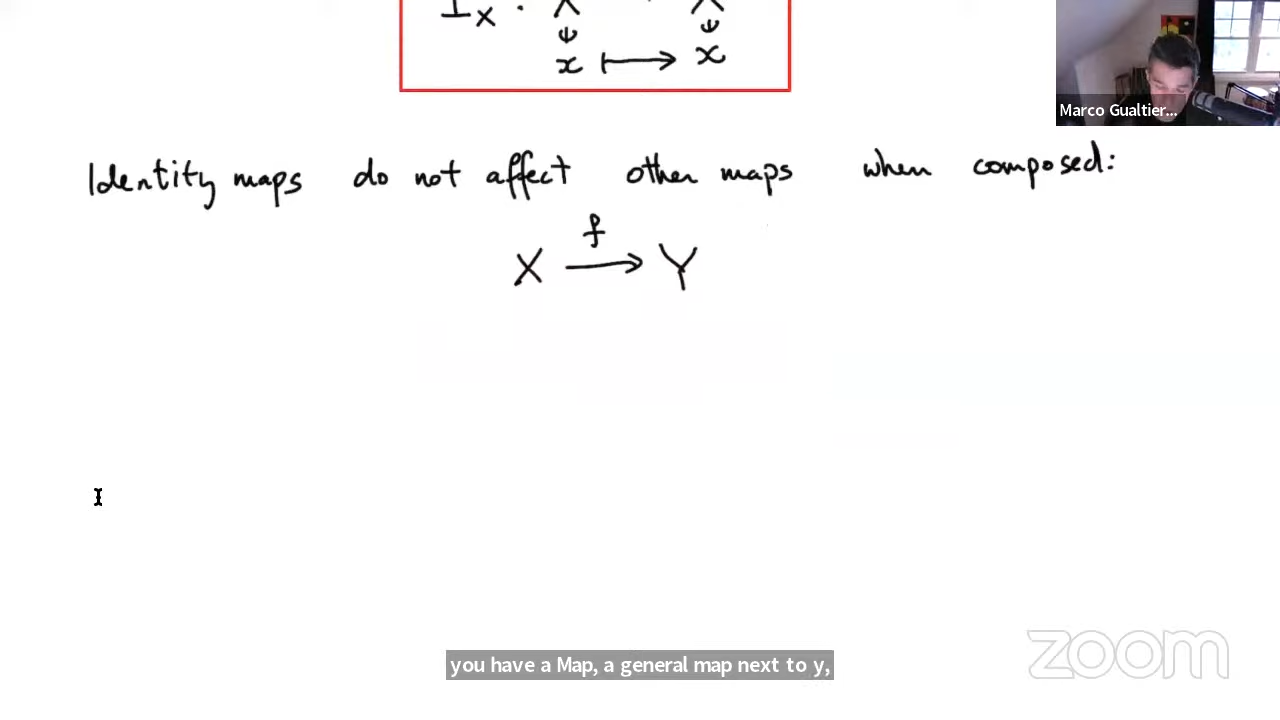 1_X : X → X
x ↦ x
Marco Gualtier...
Identity maps do not affect other maps when composed:
f
X → Y
you have a Map, a general map next to y,
zoom